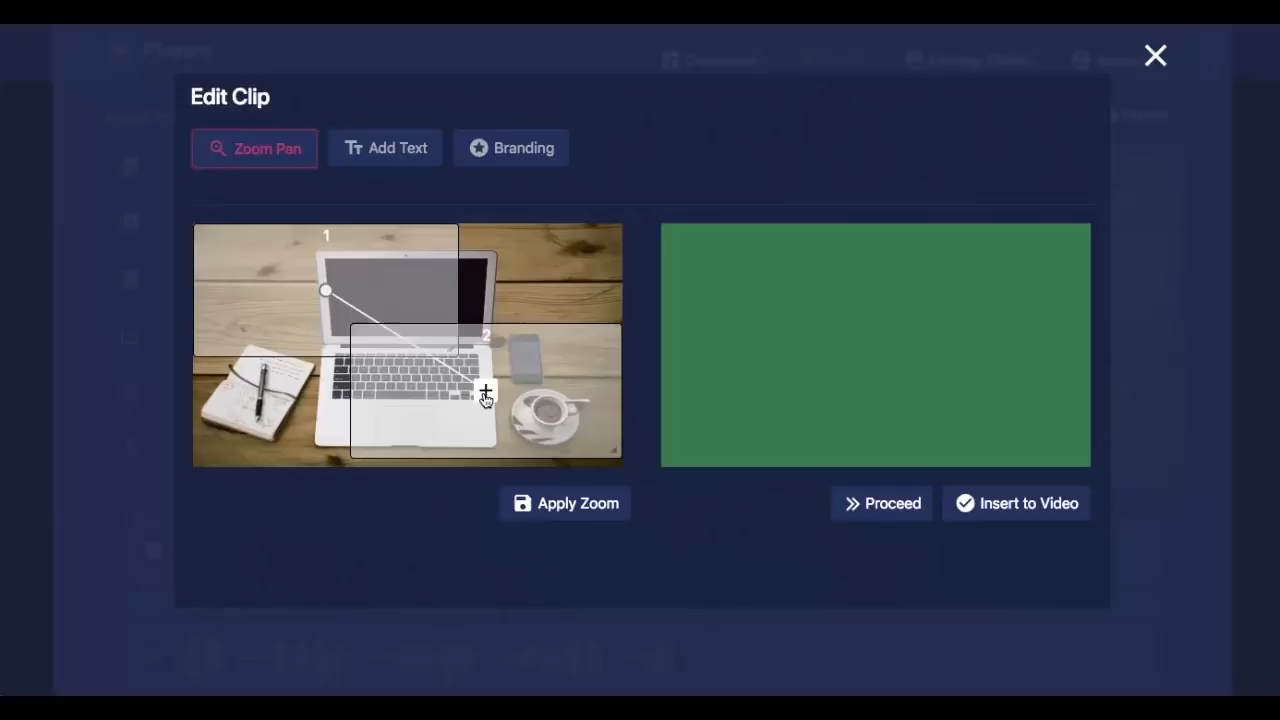 Edit Clip
Zoom Pan
Add Text
Branding
1
2
Apply Zoom
Proceed
Insert to Video